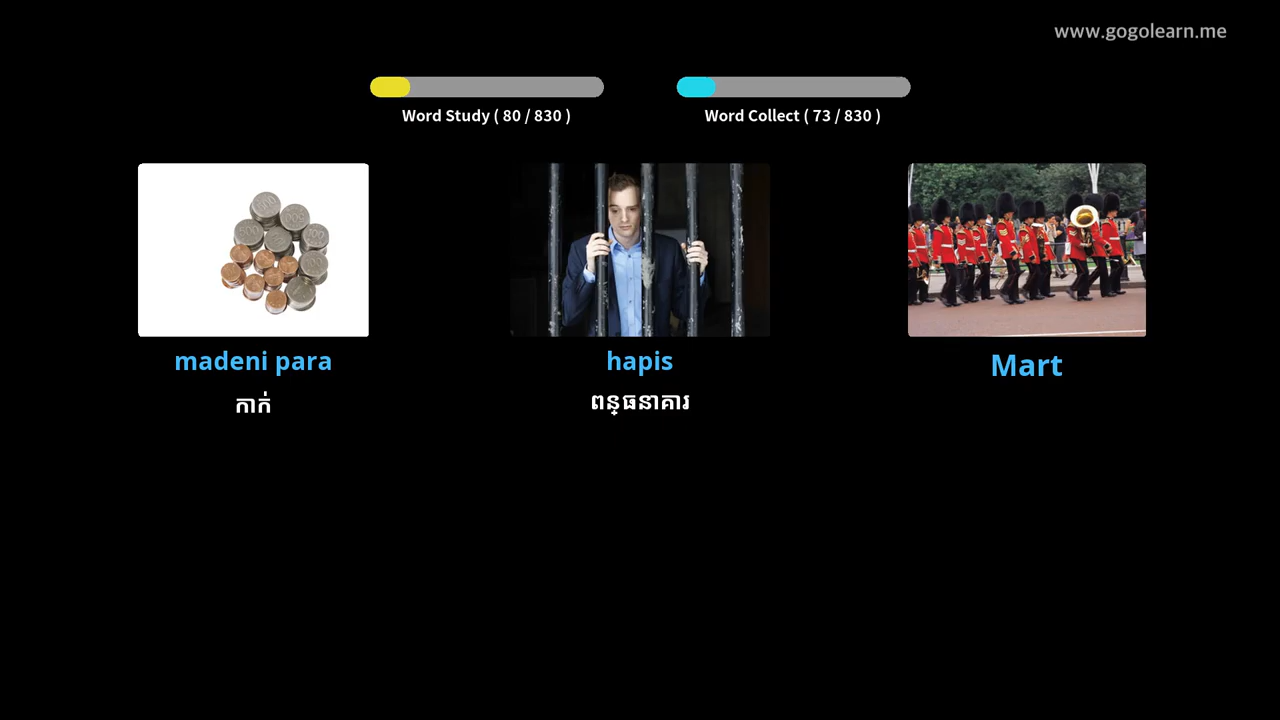 www.gogolearn.me
Word Study ( 80 / 830 )
Word Collect ( 73 / 830 )
madeni para
កាក់
hapis
ពន្ធនាគារ
Mart